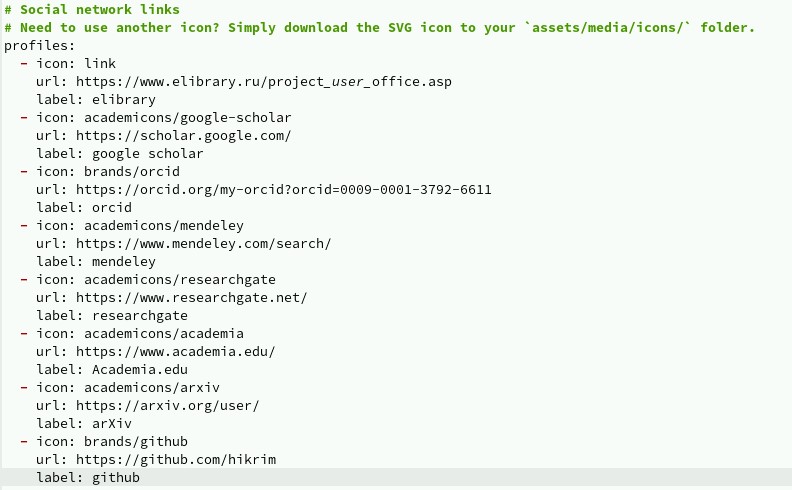 # Social network links
# Need to use another icon? Simply download the SVG icon to your `assets/media/icons/` folder.
profiles:
  - icon: link
    url: https://www.elibrary.ru/project_user_office.asp
    label: elibrary
  - icon: academicons/google-scholar
    url: https://scholar.google.com/
    label: google scholar
  - icon: brands/orcid
    url: https://orcid.org/my-orcid?orcid=0009-0001-3792-6611
    label: orcid
  - icon: academicons/mendeley
    url: https://www.mendeley.com/search/
    label: mendeley
  - icon: academicons/researchgate
    url: https://www.researchgate.net/
    label: researchgate
  - icon: academicons/academia
    url: https://www.academia.edu/
    label: Academia.edu
  - icon: academicons/arxiv
    url: https://arxiv.org/user/
    label: arXiv
  - icon: brands/github
    url: https://github.com/hikrim
    label: github